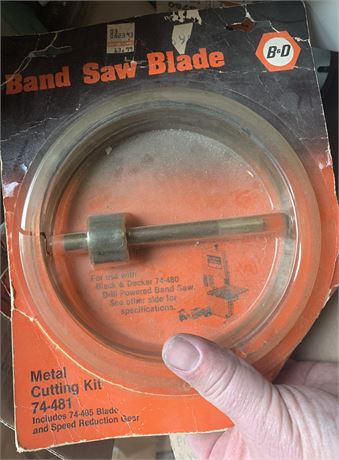 Band Saw Blade
B&D
For use with
Black & Decker 74-480
Drill Powered Band Saw.
See other side for
specifications.
Metal
Cutting Kit
74-481
Includes 74-485 Blade
and Speed Reduction Gear